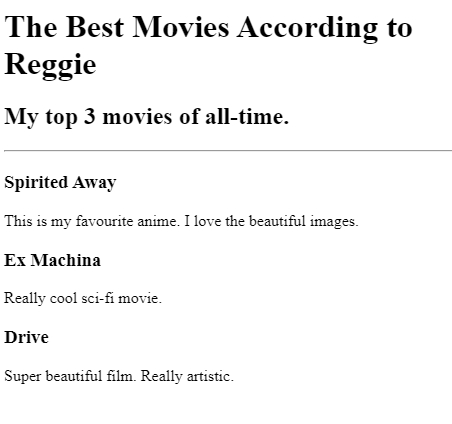 The Best Movies According to
Reggie
My top 3 movies of all-time.
Spirited Away
This is my favourite anime. I love the beautiful images.
Ex Machina
Really cool sci-fi movie.
Drive
Super beautiful film. Really artistic.